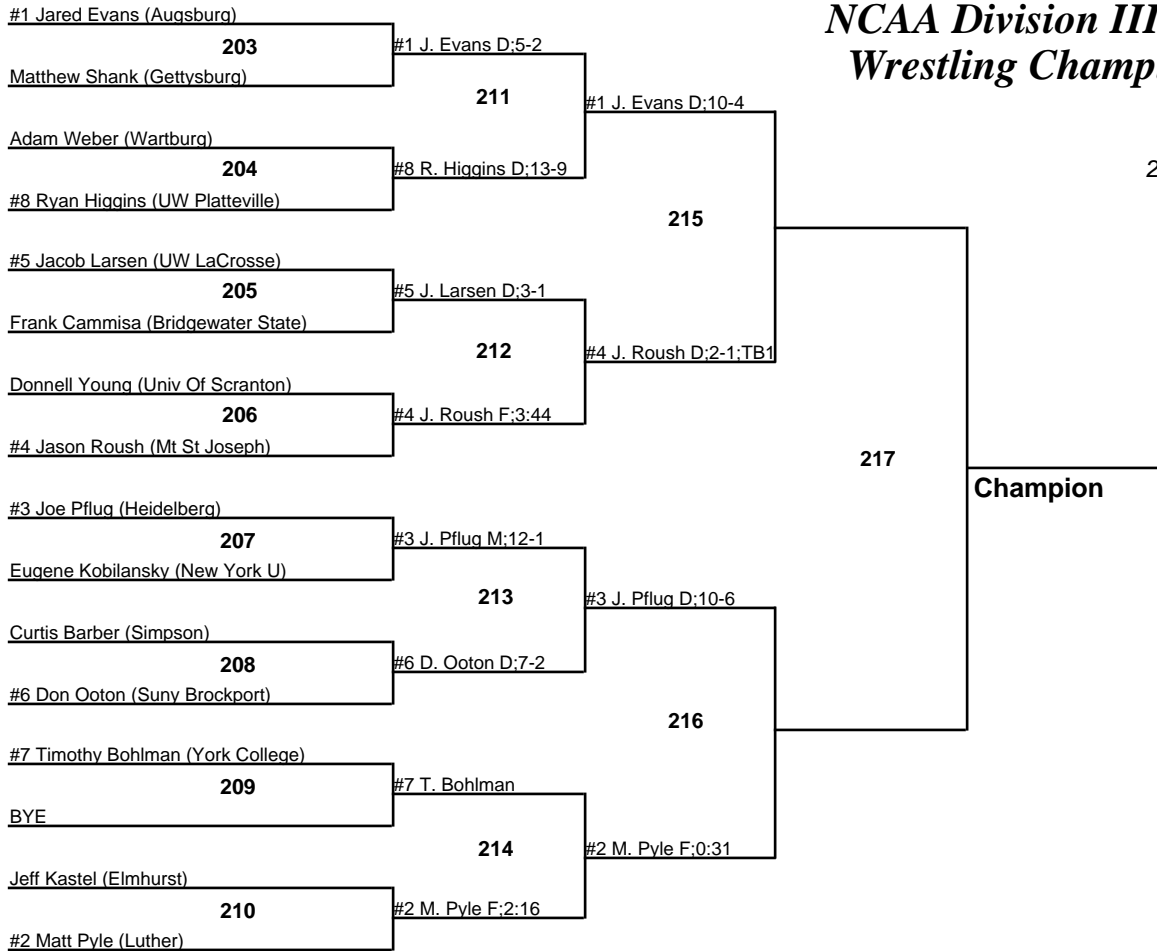 NCAA Division III
Wrestling Champ
2
#1 Jared Evans (Augsburg)
203
Matthew Shank (Gettysburg)
#1 J. Evans D;5-2
211
Adam Weber (Wartburg)
204
#8 Ryan Higgins (UW Platteville)
#8 R. Higgins D;13-9
#1 J. Evans D;10-4
215
#5 Jacob Larsen (UW LaCrosse)
205
Frank Cammisa (Bridgewater State)
#5 J. Larsen D;3-1
212
Donnell Young (Univ Of Scranton)
206
#4 Jason Roush (Mt St Joseph)
#4 J. Roush F;3:44
#4 J. Roush D;2-1;TB1
217
Champion
#3 Joe Pflug (Heidelberg)
207
Eugene Kobilansky (New York U)
#3 J. Pflug M;12-1
213
Curtis Barber (Simpson)
208
#6 Don Ooton (Suny Brockport)
#6 D. Ooton D;7-2
#3 J. Pflug D;10-6
216
#7 Timothy Bohlman (York College)
209
BYE
#7 T. Bohlman
214
Jeff Kastel (Elmhurst)
210
#2 Matt Pyle (Luther)
#2 M. Pyle F;2:16
#2 M. Pyle F;0:31